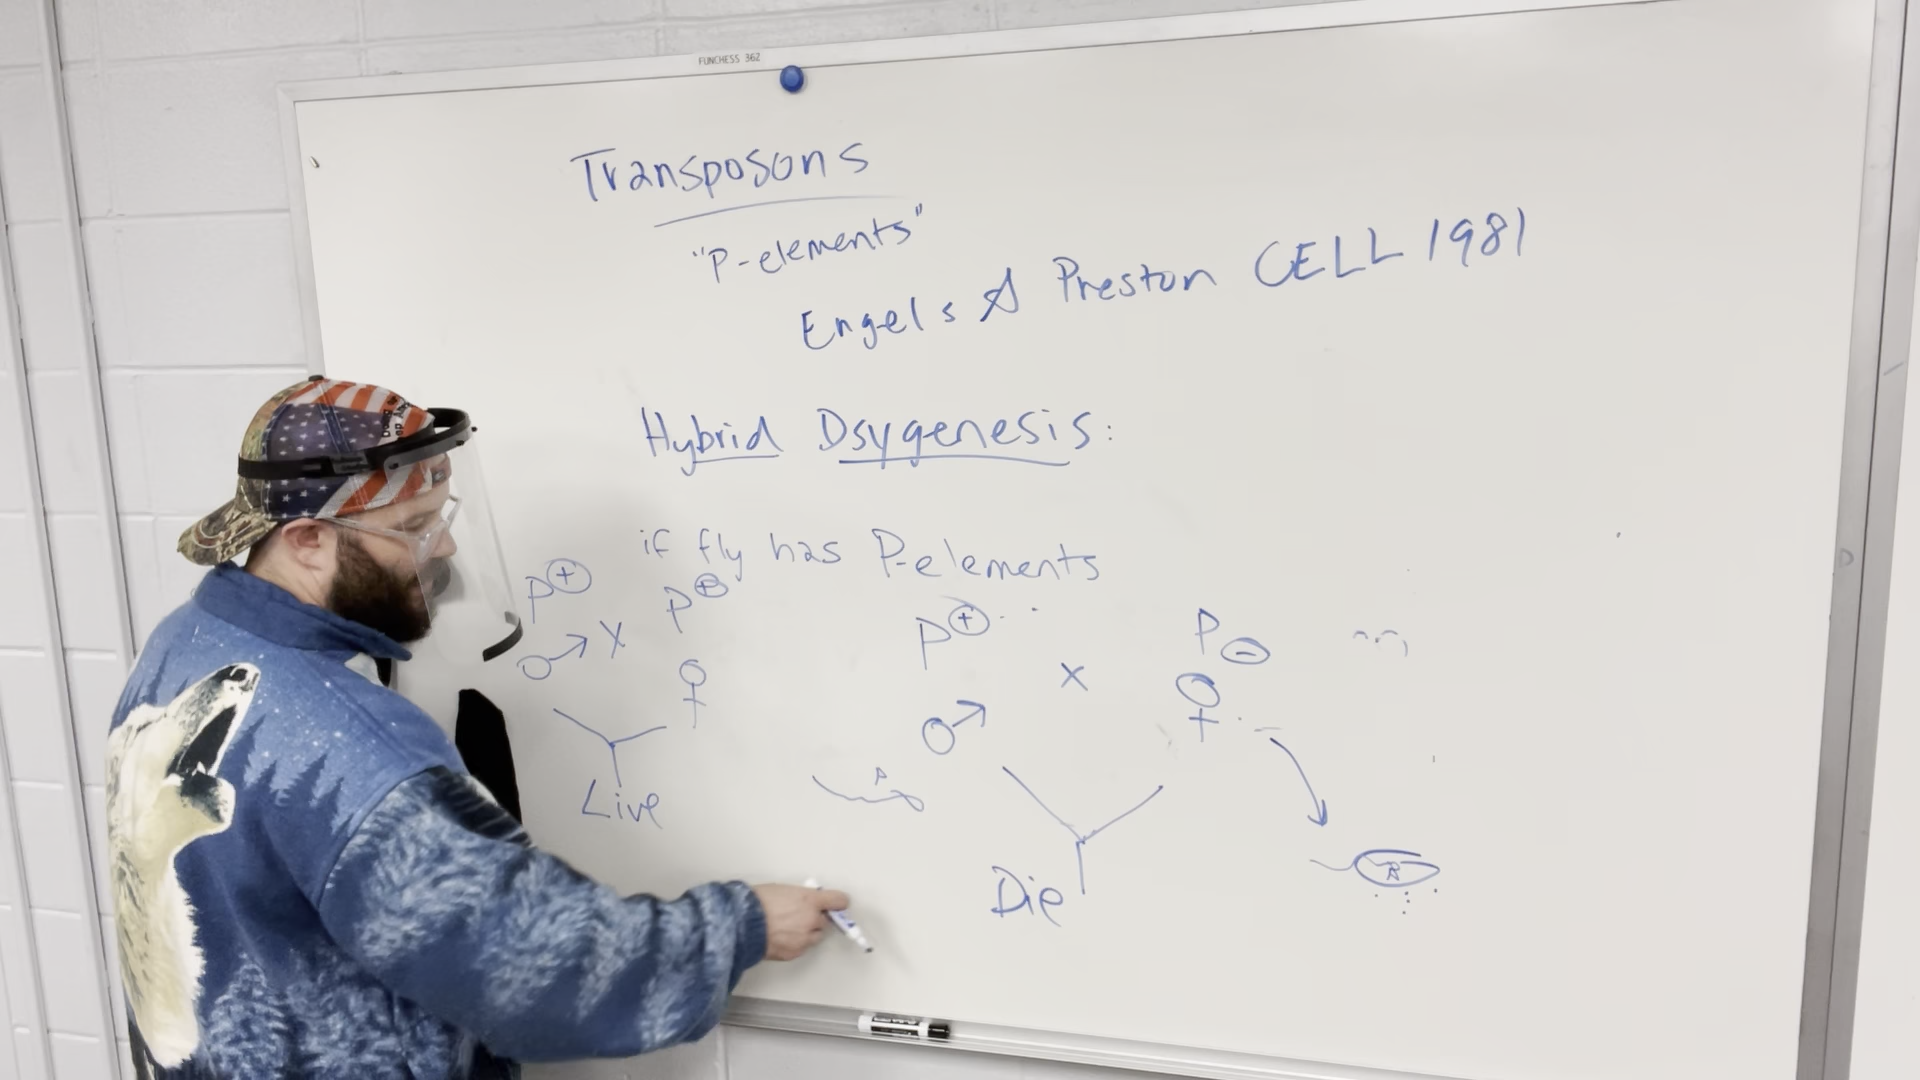 FUNCHESS 362
Transposons
"P-elements"
Engels & Preston CELL 1981
Hybrid Dsygenesis:
if fly has P-elements
P⊕ P⊕
♂ X ♀
Live
P⊕ P⊖
♂ x ♀
Die